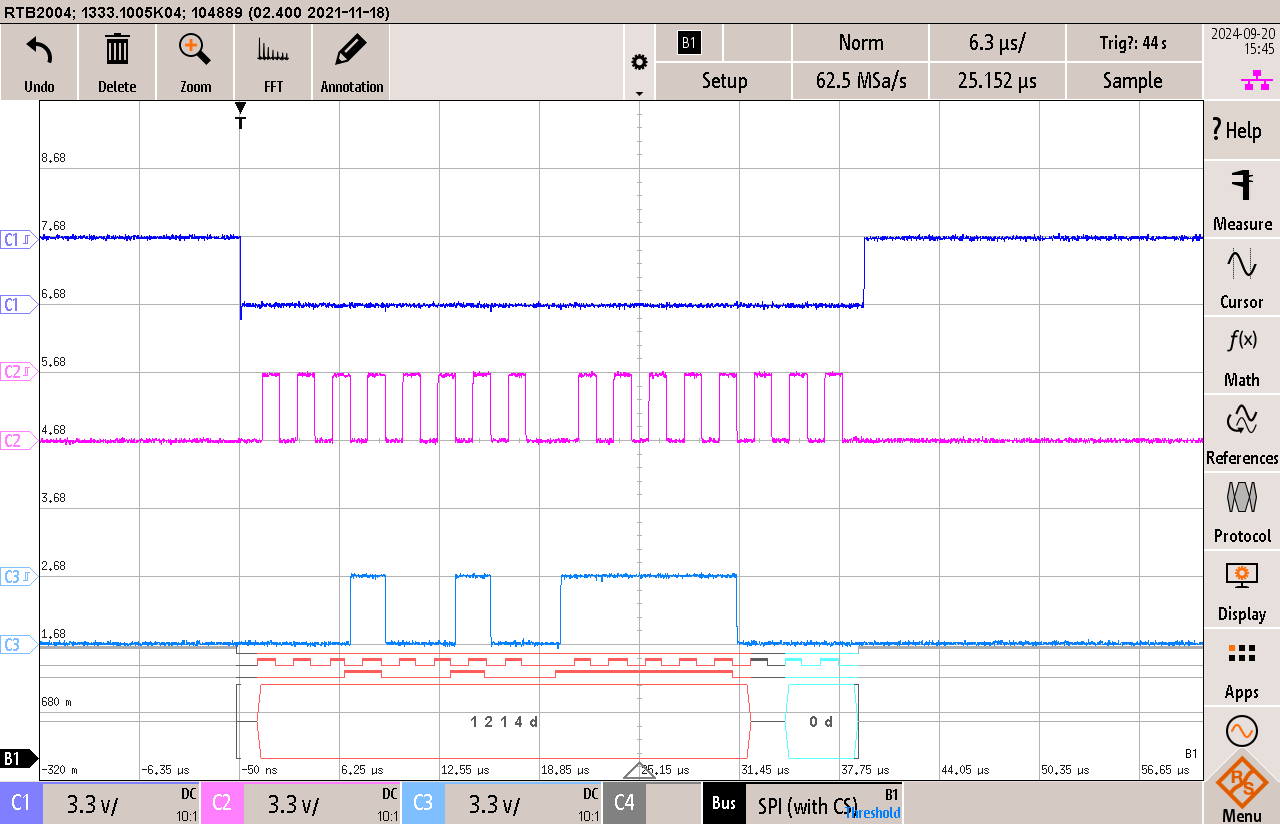 RTB2004; 1333.1005K04; 104889 (02.400 2021-11-18)
Undo
Delete
Zoom
FFT
Annotation
B1
Setup
Norm
62.5 MSa/s
6.3 µs/
25.152 µs
Trig?: 44 s
Sample
2024-09-20
15:45
T
8.68
7.68
6.68
5.68
4.68
3.68
2.68
1.68
680 m
-320 m
C1
C1
C2
C2
C3
C3
B1
1214d
0d
B1
-6.35 µs
-50 ns
6.25 µs
12.55 µs
18.85 µs
25.15 µs
31.45 µs
37.75 µs
44.05 µs
50.35 µs
56.65 µs
? Help
Measure
Cursor
f(x)
Math
References
Protocol
Display
Apps
R S
Menu
C1
3.3 v/
DC
10:1
C2
3.3 v/
DC
10:1
C3
3.3 v/
DC
10:1
C4
Bus
SPI (with CS)
B1
Threshold